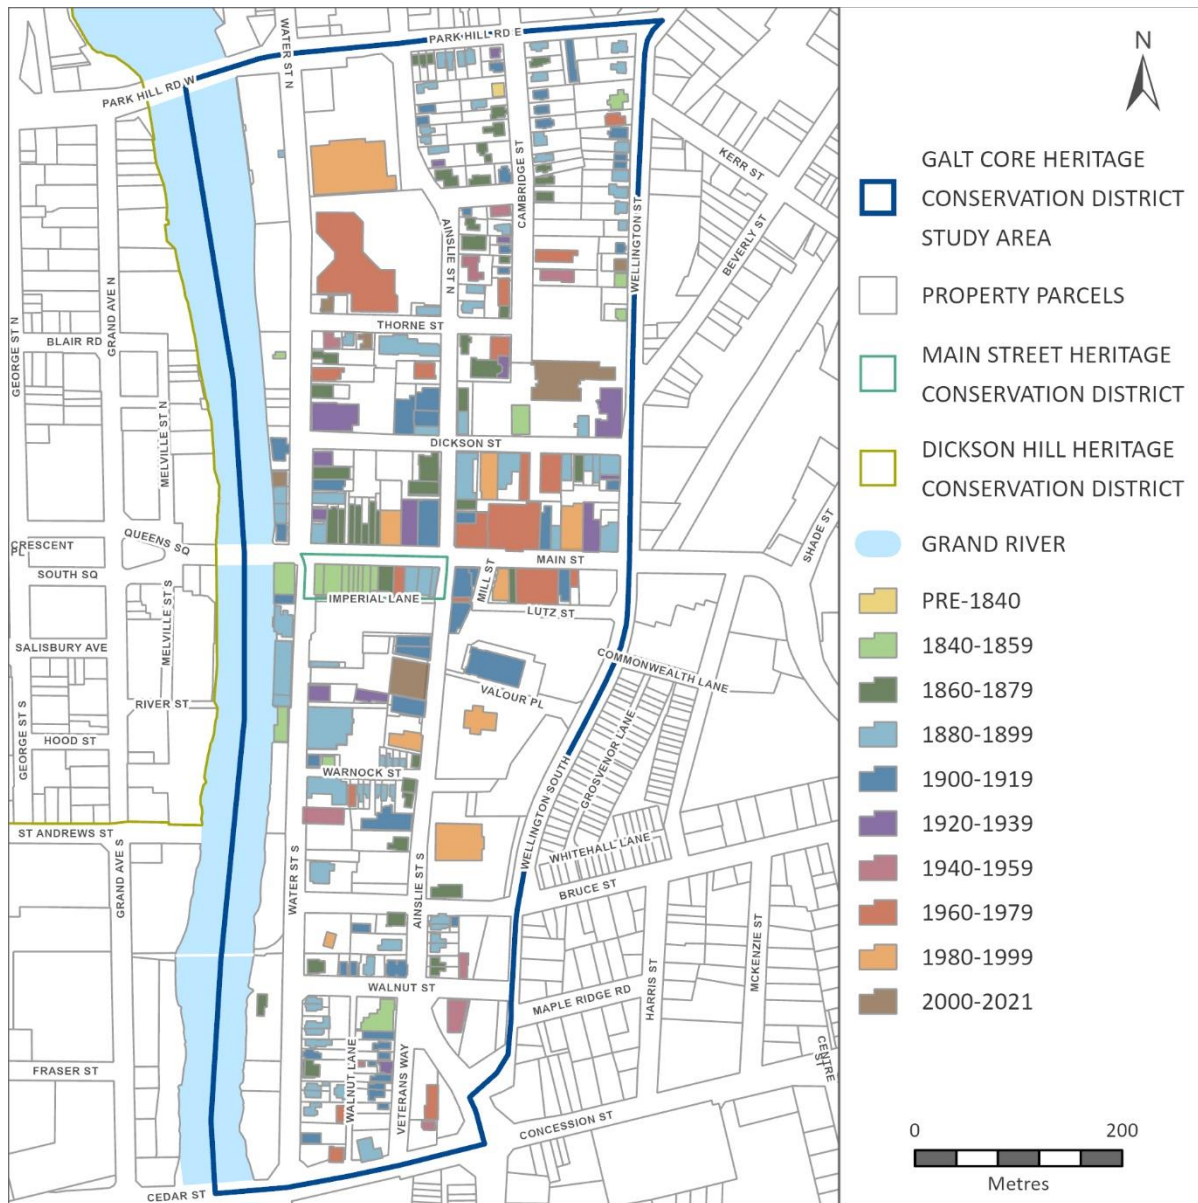 PARK HILL RD E
WATER ST N
PARK HILL RD W
CAMBRIDGE ST
KERR ST
WELLINGTON ST
BEVERLY ST
AINSLIE ST N
GRAND AVE N
GEORGE ST N
THORNE ST
BLAIR RD
MELVILLE ST N
DICKSON ST
SHADE ST
QUEENS SQ
CRESCENT
PL
SOUTH SQ
MAIN ST
MILL ST
IMPERIAL LANE
LUTZ ST
MELVILLE ST S
SALISBURY AVE
COMMONWEALTH LANE
VALOUR PL
RIVER ST
GEORGE ST S
HOOD ST
GROSVENOR LANE
WELLINGTON SOUTH
WARNOCK ST
ST ANDREWS ST
WHITEHALL LANE
BRUCE ST
GRAND AVE S
WATER ST S
AINSLIE ST S
MCKENZIE ST
HARRIS ST
WALNUT ST
MAPLE RIDGE RD
CENTRE
ST
FRASER ST
WALNUT LANE
VETERANS WAY
CONCESSION ST
CEDAR ST
N
GALT CORE HERITAGE
CONSERVATION DISTRICT
STUDY AREA
PROPERTY PARCELS
MAIN STREET HERITAGE
CONSERVATION DISTRICT
DICKSON HILL HERITAGE
CONSERVATION DISTRICT
GRAND RIVER
PRE-1840
1840-1859
1860-1879
1880-1899
1900-1919
1920-1939
1940-1959
1960-1979
1980-1999
2000-2021
0 200
Metres